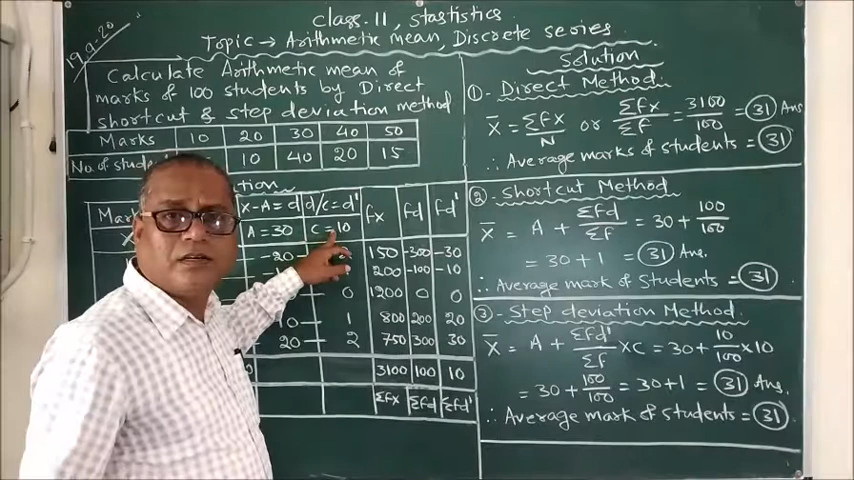 19-9-20
Class-11, Stastistics
Topic → Arithmetic mean, Discrete series
Calculate Arithmetic mean of
marks of 100 students by Direct
shortcut & step deviation method
Marks 10 20 30 40 50
No. of stude 10 40 20 15
tion
Mar X-A=d d/c=d' fx fd fd'
X A=30 C=10
-20 150 -300 -30
200 -100 -10
0 1200 0 0
10 1 800 200 20
20 2 750 300 30
3100 100 10
Σfx Σfd Σfd'
Solution
① Direct Method
X̄ = Σfx/N or Σfx/Σf = 3100/100 = 31 Ans
∴ Average marks of students = 31
② Shortcut Method
X̄ = A + Σfd/Σf = 30 + 100/100
= 30 + 1 = 31 Ans.
∴ Average mark of students = 31
③ Step deviation Method
X̄ = A + Σfd'/Σf × C = 30 + 10/100 × 10
= 30 + 100/100 = 30 + 1 = 31 Ans.
∴ Average mark of students = 31